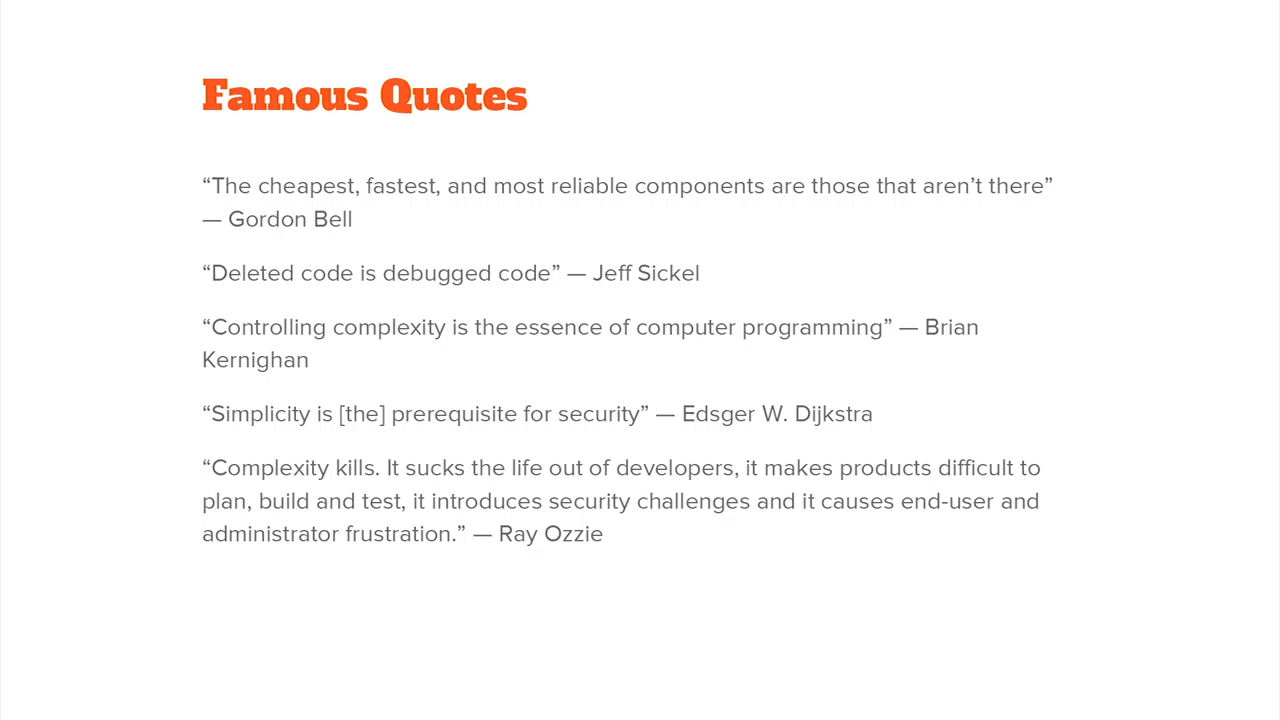 Famous Quotes
“The cheapest, fastest, and most reliable components are those that aren’t there”
— Gordon Bell
“Deleted code is debugged code” — Jeff Sickel
“Controlling complexity is the essence of computer programming” — Brian
Kernighan
“Simplicity is [the] prerequisite for security” — Edsger W. Dijkstra
“Complexity kills. It sucks the life out of developers, it makes products difficult to
plan, build and test, it introduces security challenges and it causes end-user and
administrator frustration.” — Ray Ozzie